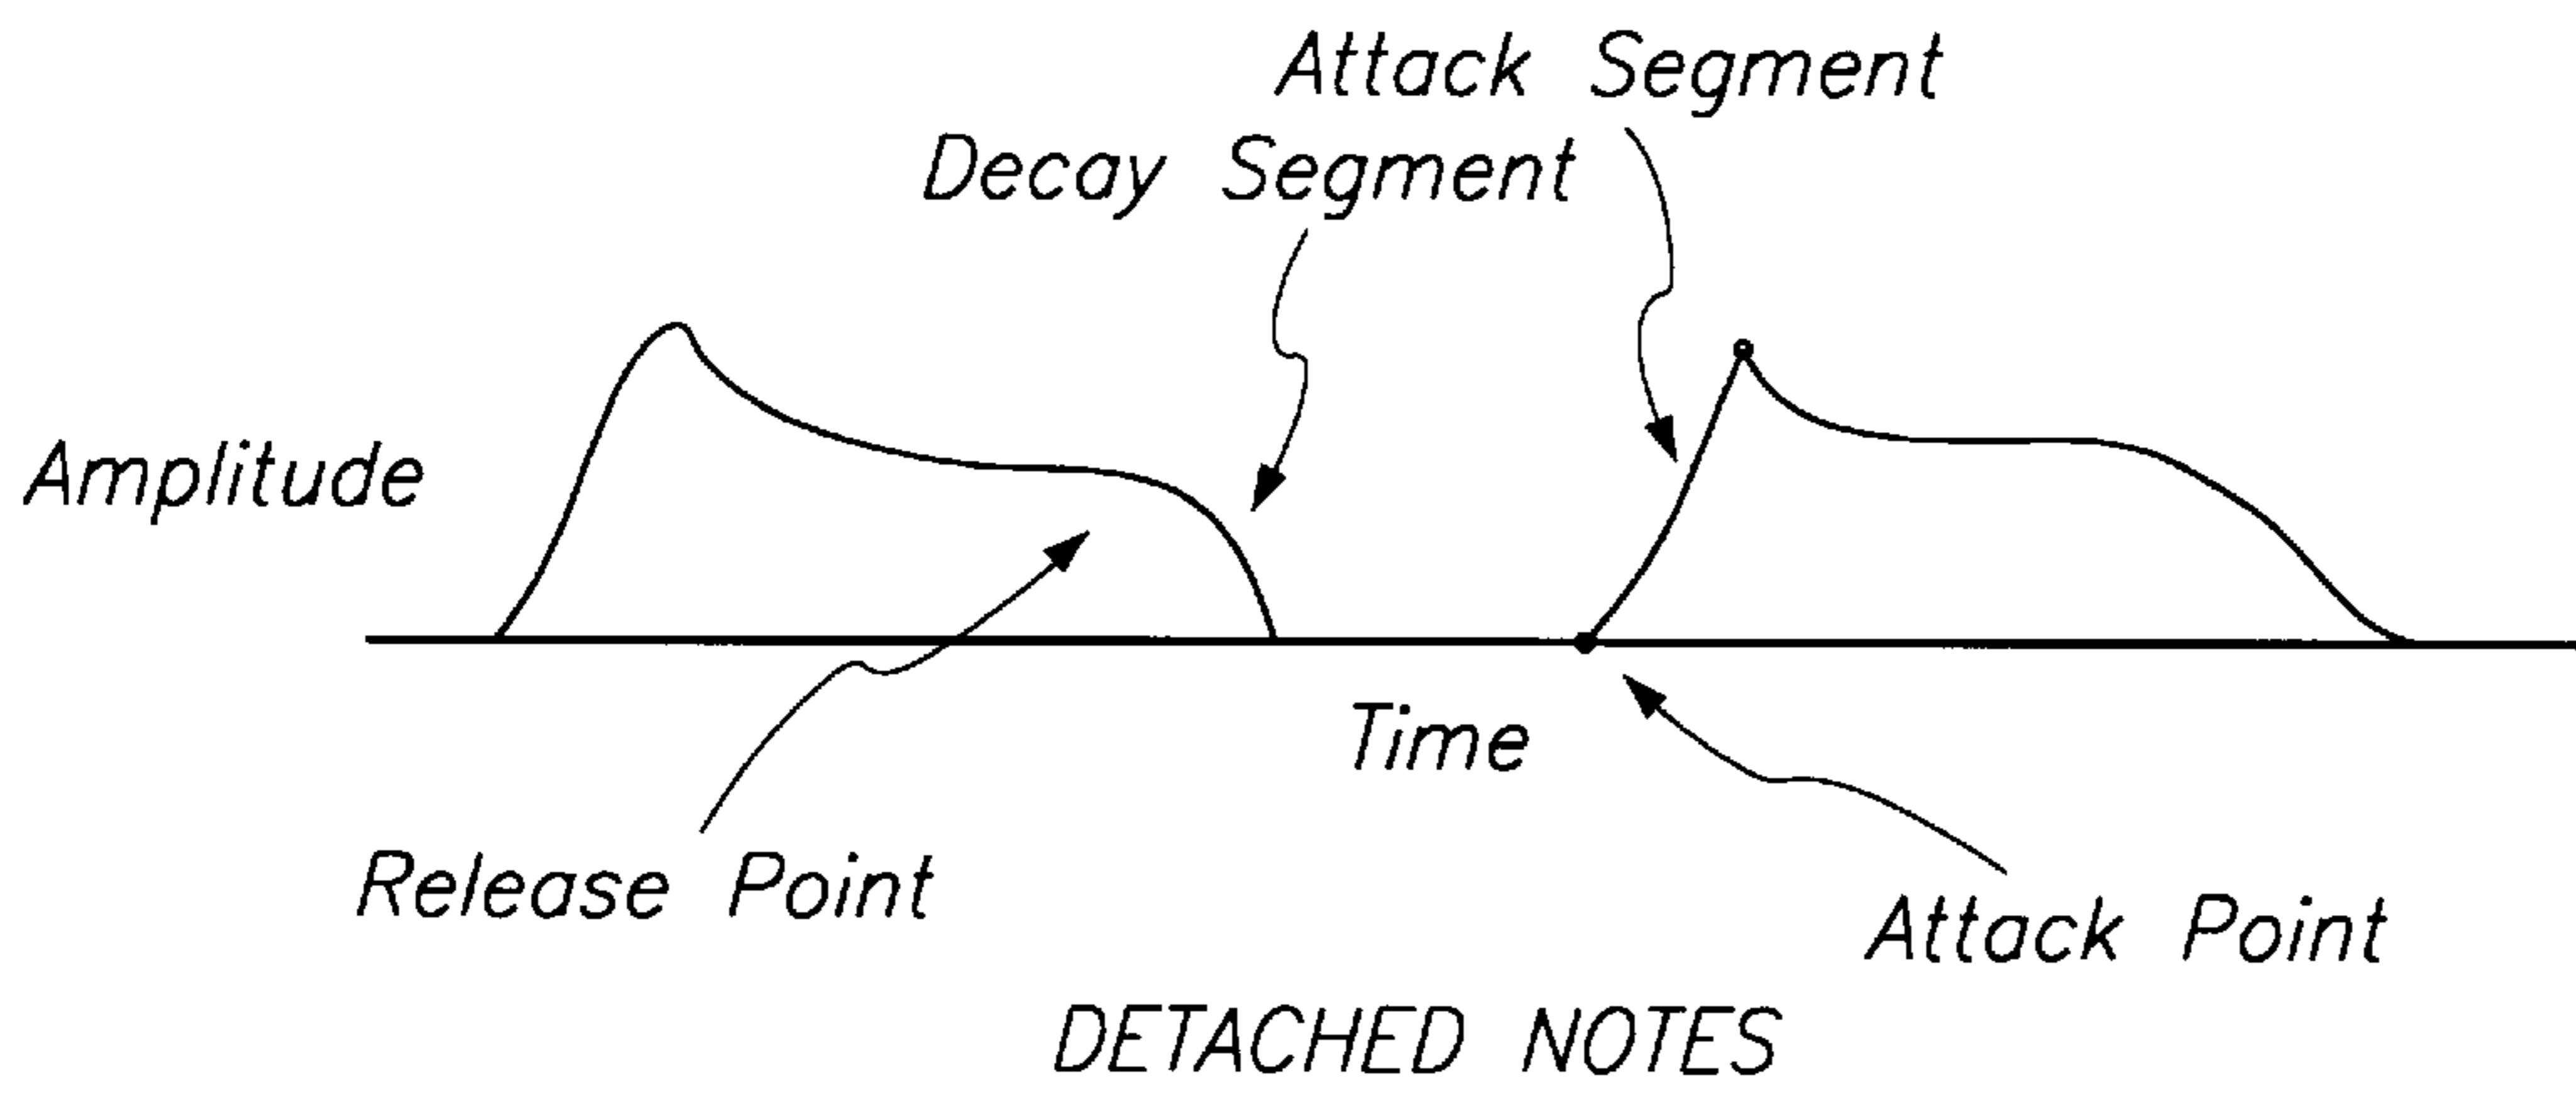 Attack Segment
Decay Segment
Amplitude
Time
Release Point
Attack Point
DETACHED NOTES